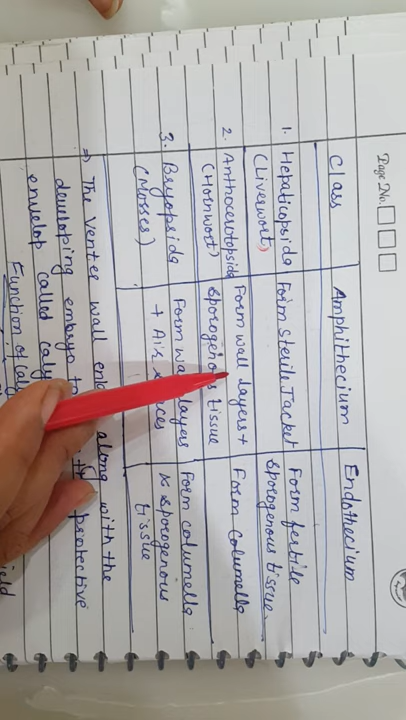 Page No.
Class Amphithecium Endothecium
1. Hepaticopsida Form Sterile Jacket Form fertile
(Liverwort) sporogenous tissue.
2. Anthocerotopsida Form wall layers + Form Columella
(Hornwort) sporogenous tissue
3. Bryopsida Form wall layers Form columella
(Mosses) + Air & sporogenous
tissue
⇒ The Venter wall along with the
developing embryo protective
envelop called
Function of